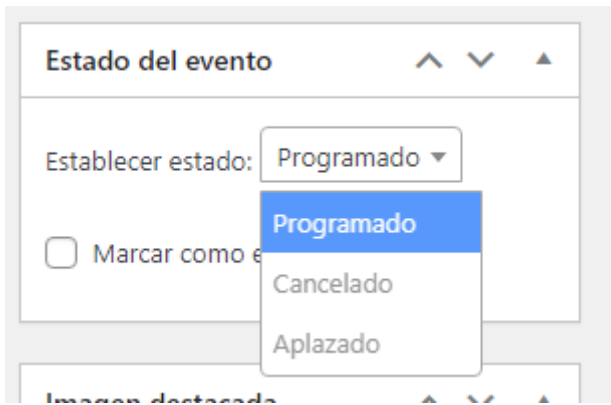 Estado del evento
Establecer estado: Programado
Programado
Marcar como e
Cancelado
Aplazado
Imagen destacada